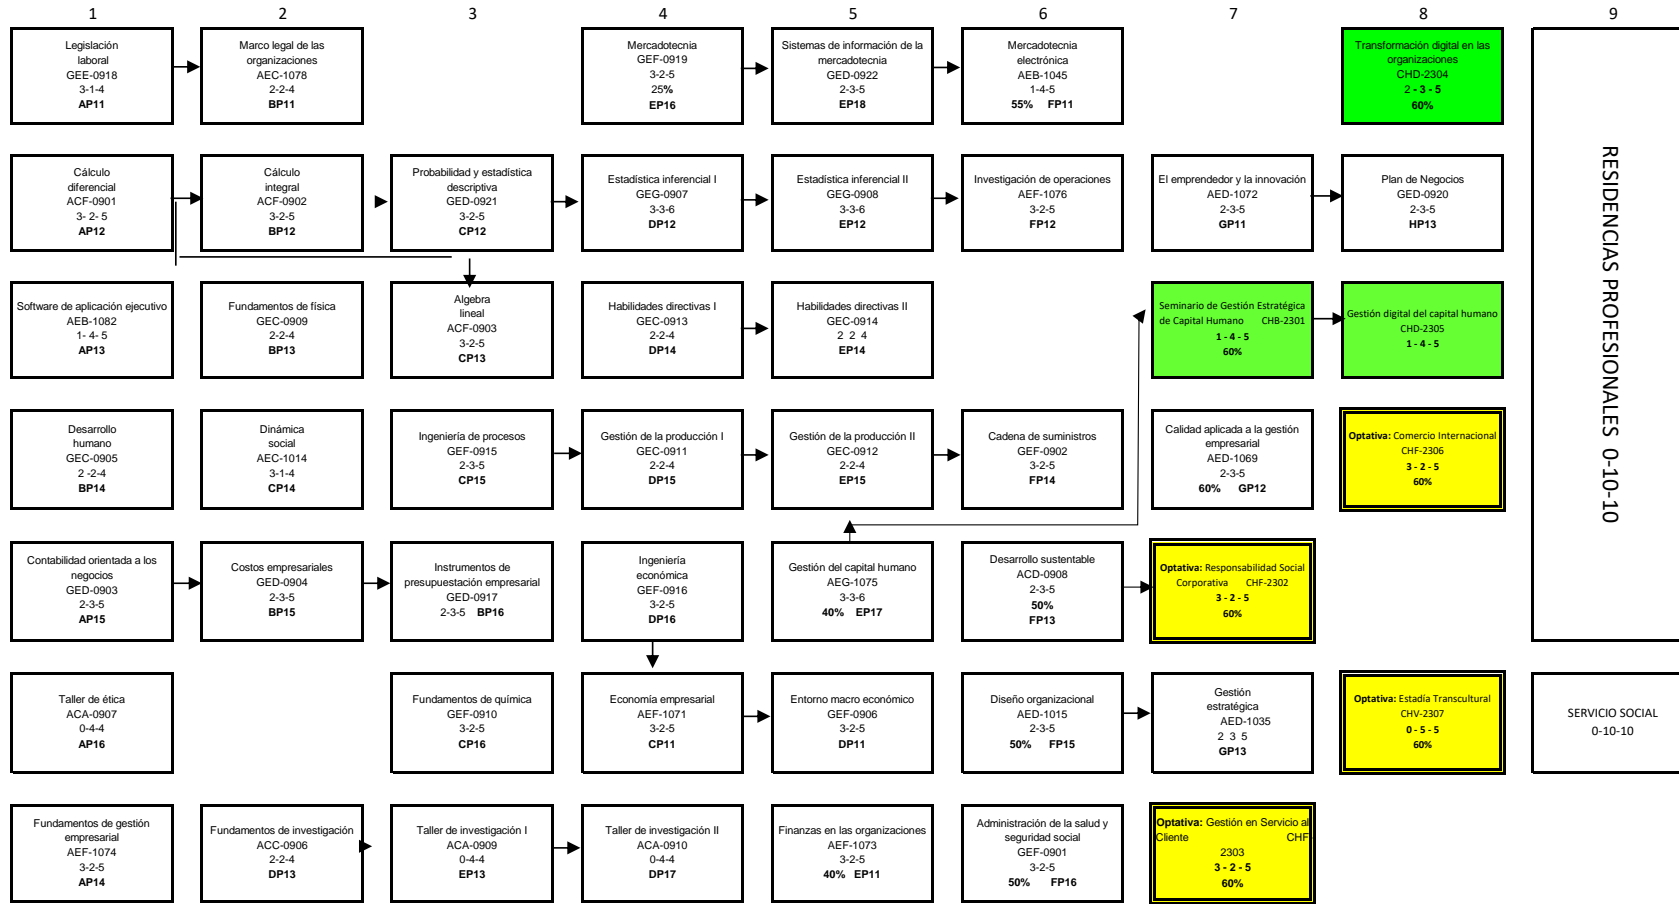 1 2 3 4 5 6 7 8 9
Legislación
laboral
GEE-0918
3-1-4
AP11
Marco legal de las
organizaciones
AEC-1078
2-2-4
BP11
Mercadotecnia
GEF-0919
3-2-5
25%
EP16
Sistemas de información de la
mercadotecnia
GED-0922
2-3-5
EP18
Mercadotecnia
electrónica
AEB-1045
1-4-5
55% FP11
Transformación digital en las
organizaciones
CHD-2304
2 - 3 - 5
60%
Cálculo
diferencial
ACF-0901
3- 2- 5
AP12
Cálculo
integral
ACF-0902
3-2-5
BP12
Probabilidad y estadística
descriptiva
GED-0921
3-2-5
CP12
Estadística inferencial I
GEG-0907
3-3-6
DP12
Estadística inferencial II
GEG-0908
3-3-6
EP12
Investigación de operaciones
AEF-1076
3-2-5
FP12
El emprendedor y la innovación
AED-1072
2-3-5
GP11
Plan de Negocios
GED-0920
2-3-5
HP13
RESIDENCIAS PROFESIONALES 0-10-10
Software de aplicación ejecutivo
AEB-1082
1- 4- 5
AP13
Fundamentos de física
GEC-0909
2-2-4
BP13
Algebra
lineal
ACF-0903
3-2-5
CP13
Habilidades directivas I
GEC-0913
2-2-4
DP14
Habilidades directivas II
GEC-0914
2 2 4
EP14
Seminario de Gestión Estratégica
de Capital Humano CHB-2301
1 - 4 - 5
60%
Gestión digital del capital humano
CHD-2305
1 - 4 - 5
Desarrollo
humano
GEC-0905
2 -2-4
BP14
Dinámica
social
AEC-1014
3-1-4
CP14
Ingeniería de procesos
GEF-0915
2-3-5
CP15
Gestión de la producción I
GEC-0911
2-2-4
DP15
Gestión de la producción II
GEC-0912
2-2-4
EP15
Cadena de suministros
GEF-0902
3-2-5
FP14
Calidad aplicada a la gestión
empresarial
AED-1069
2-3-5
60% GP12
Optativa: Comercio Internacional
CHF-2306
3 - 2 - 5
60%
Contabilidad orientada a los
negocios
GED-0903
2-3-5
AP15
Costos empresariales
GED-0904
2-3-5
BP15
Instrumentos de
presupuestación empresarial
GED-0917
2-3-5 BP16
Ingeniería
económica
GEF-0916
3-2-5
DP16
Gestión del capital humano
AEG-1075
3-3-6
40% EP17
Desarrollo sustentable
ACD-0908
2-3-5
50%
FP13
Optativa: Responsabilidad Social
Corporativa CHF-2302
3 - 2 - 5
60%
Taller de ética
ACA-0907
0-4-4
AP16
Fundamentos de química
GEF-0910
3-2-5
CP16
Economía empresarial
AEF-1071
3-2-5
CP11
Entorno macro económico
GEF-0906
3-2-5
DP11
Diseño organizacional
AED-1015
2-3-5
50% FP15
Gestión
estratégica
AED-1035
2 3 5
GP13
Optativa: Estadía Transcultural
CHV-2307
0 - 5 - 5
60%
SERVICIO SOCIAL
0-10-10
Fundamentos de gestión
empresarial
AEF-1074
3-2-5
AP14
Fundamentos de investigación
ACC-0906
2-2-4
DP13
Taller de investigación I
ACA-0909
0-4-4
EP13
Taller de investigación II
ACA-0910
0-4-4
DP17
Finanzas en las organizaciones
AEF-1073
3-2-5
40% EP11
Administración de la salud y
seguridad social
GEF-0901
3-2-5
50% FP16
Optativa: Gestión en Servicio al
Cliente CHF-
2303
3 - 2 - 5
60%